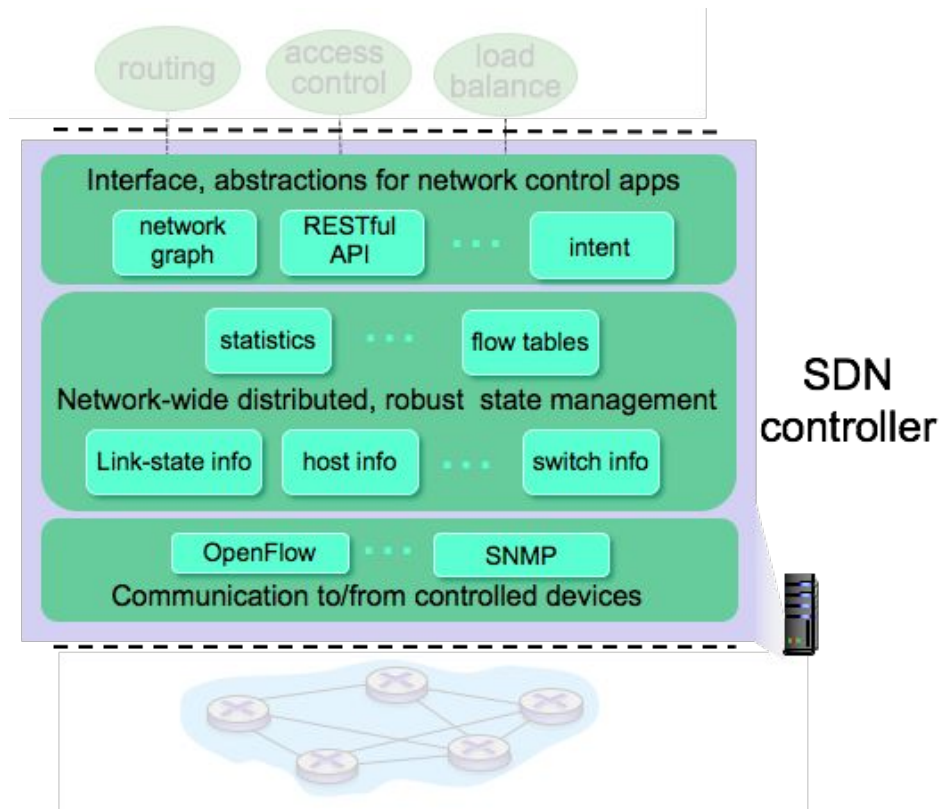 routing
access
control
load
balance
Interface, abstractions for network control apps
network
graph
RESTful
API
intent
statistics
flow tables
Network-wide distributed, robust state management
Link-state info
host info
switch info
OpenFlow
SNMP
Communication to/from controlled devices
SDN
controller